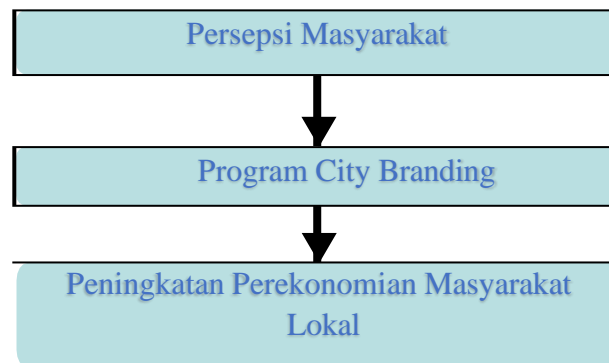 Persepsi Masyarakat
Program City Branding
Peningkatan Perekonomian Masyarakat
Lokal